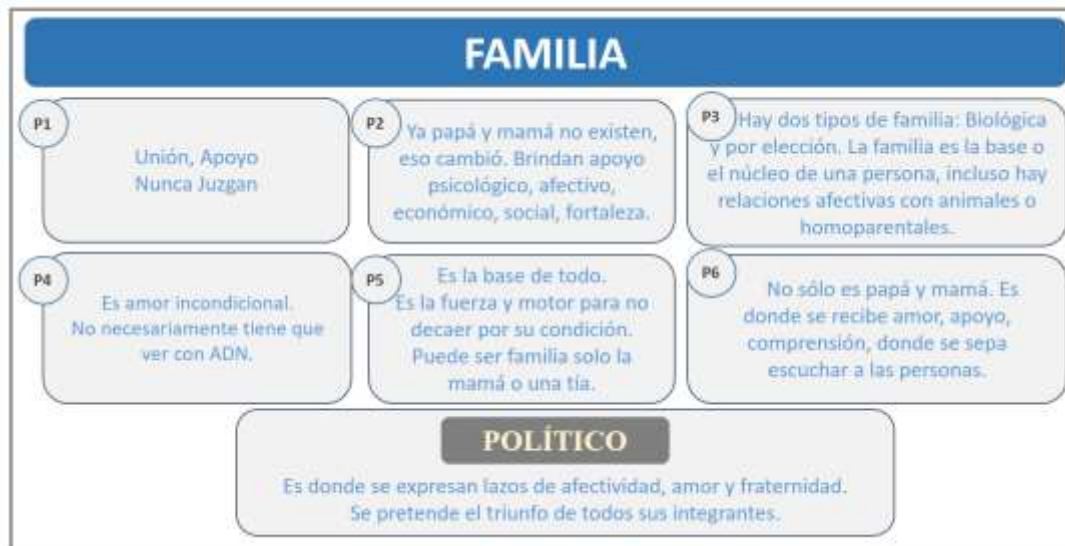 FAMILIA
P1
Unión, Apoyo
Nunca Juzgan
P2
Ya papá y mamá no existen,
eso cambió. Brindan apoyo
psicológico, afectivo,
económico, social, fortaleza.
P3
Hay dos tipos de familia: Biológica
y por elección. La familia es la base o
el núcleo de una persona, incluso hay
relaciones afectivas con animales o
homoparentales.
P4
Es amor incondicional.
No necesariamente tiene que
ver con ADN.
P5
Es la base de todo.
Es la fuerza y motor para no
decaer por su condición.
Puede ser familia solo la
mamá o una tía.
P6
No sólo es papá y mamá. Es
donde se recibe amor, apoyo,
comprensión, donde se sepa
escuchar a las personas.
POLÍTICO
Es donde se expresan lazos de afectividad, amor y fraternidad.
Se pretende el triunfo de todos sus integrantes.